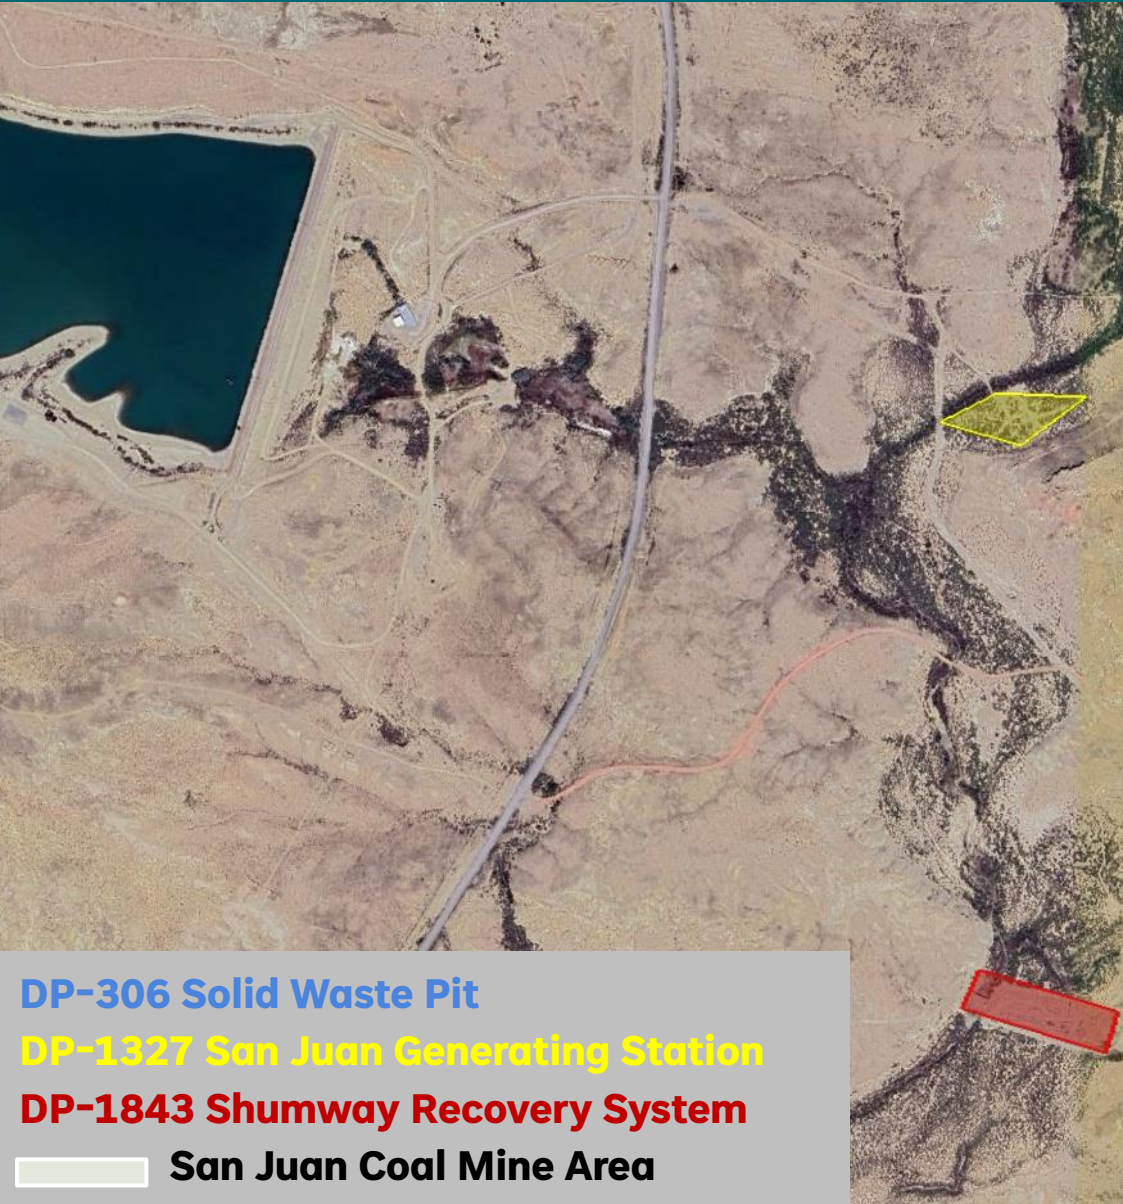 DP-306 Solid Waste Pit
DP-1327 San Juan Generating Station
DP-1843 Shumway Recovery System
San Juan Coal Mine Area